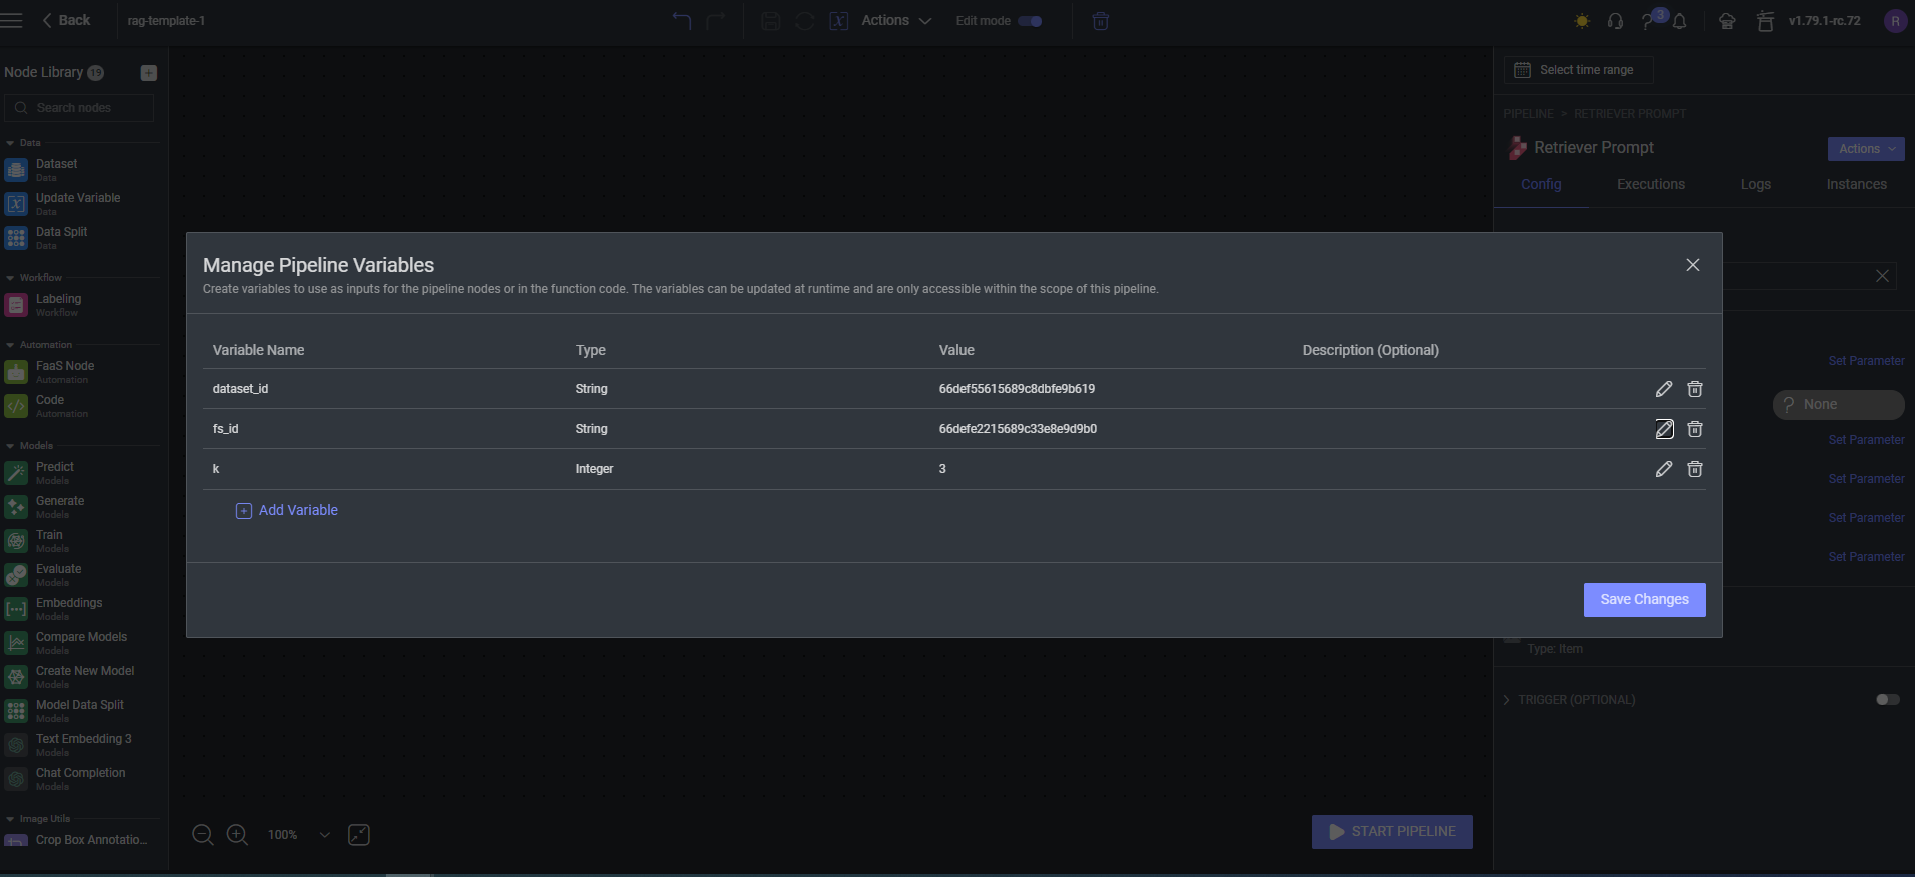 Back
rag-template-1
Actions
Edit mode
3
v1.79.1-rc.72
R
Node Library 19
Search nodes
Data
Dataset
Data
Update Variable
Data
Data Split
Data
Workflow
Labeling
Workflow
Automation
FaaS Node
Automation
Code
Automation
Models
Predict
Models
Generate
Models
Train
Models
Evaluate
Models
Embeddings
Models
Compare Models
Models
Create New Model
Models
Model Data Split
Models
Text Embedding 3
Models
Chat Completion
Models
Image Utils
Crop Box Annotatio...
Manage Pipeline Variables
Create variables to use as inputs for the pipeline nodes or in the function code. The variables can be updated at runtime and are only accessible within the scope of this pipeline.
Variable Name Type Value Description (Optional)
dataset_id String 66def55615689c8dbfe9b619
fs_id String 66defe2215689c33e8e9d9b0
k Integer 3
Add Variable
Save Changes
100%
START PIPELINE
Select time range
PIPELINE > RETRIEVER PROMPT
Retriever Prompt
Actions
Config Executions Logs Instances
Set Parameter
None
Set Parameter
Set Parameter
Set Parameter
Set Parameter
Type: Item
TRIGGER (OPTIONAL)